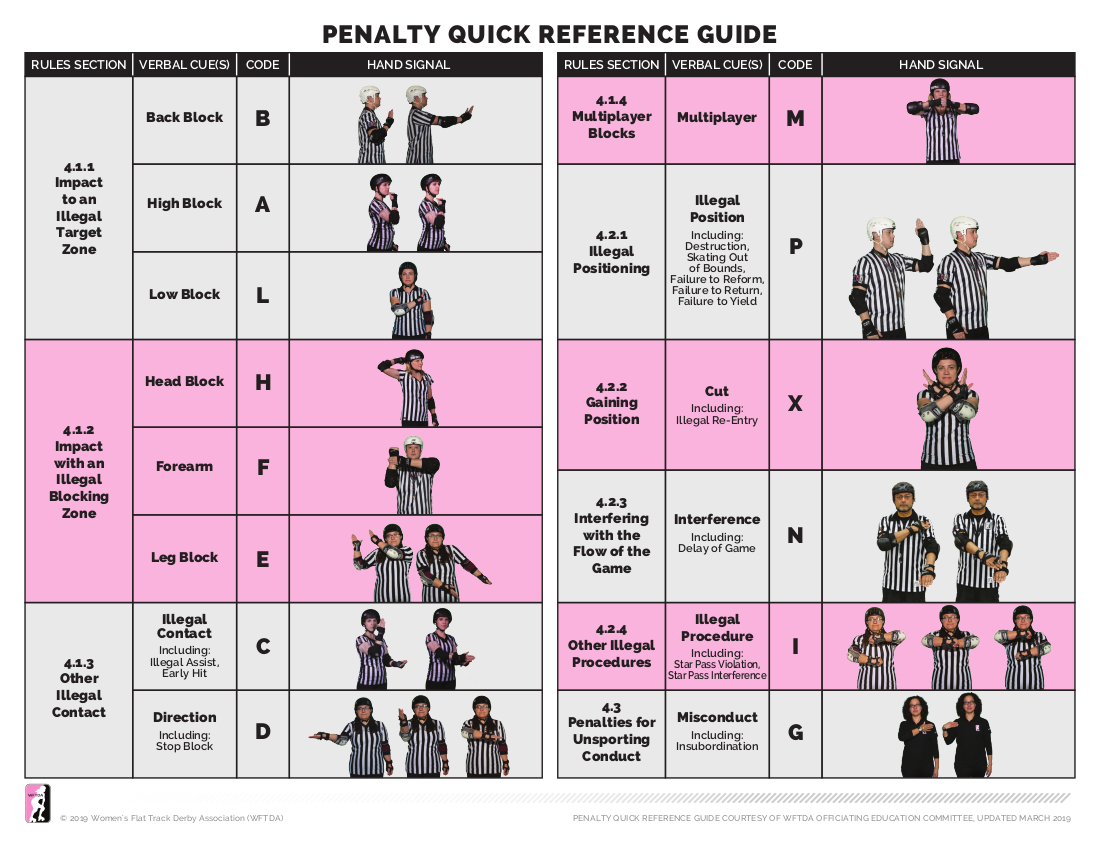 PENALTY QUICK REFERENCE GUIDE
RULES SECTION VERBAL CUE(S) CODE HAND SIGNAL
4.1.1
Impact
to an
Illegal
Target
Zone
Back Block B
High Block A
Low Block L
4.1.2
Impact
with an
Illegal
Blocking
Zone
Head Block H
Forearm F
Leg Block E
4.1.3
Other
Illegal
Contact
Illegal
Contact
Including:
Illegal Assist,
Early Hit
C
Direction
Including:
Stop Block
D
RULES SECTION VERBAL CUE(S) CODE HAND SIGNAL
4.1.4
Multiplayer
Blocks
Multiplayer M
4.2.1
Illegal
Positioning
Illegal
Position
Including:
Destruction,
Skating Out
of Bounds,
Failure to Reform,
Failure to Return,
Failure to Yield
P
4.2.2
Gaining
Position
Cut
Including:
Illegal Re-Entry
X
4.2.3
Interfering
with the
Flow of the
Game
Interference
Including:
Delay of Game
N
4.2.4
Other Illegal
Procedures
Illegal
Procedure
Including:
Star Pass Violation,
Star Pass Interference
I
4.3
Penalties for
Unsporting
Conduct
Misconduct
Including:
Insubordination
G
WFTDA
© 2019 Women's Flat Track Derby Association (WFTDA)
PENALTY QUICK REFERENCE GUIDE COURTESY OF WFTDA OFFICIATING EDUCATION COMMITTEE, UPDATED MARCH 2019